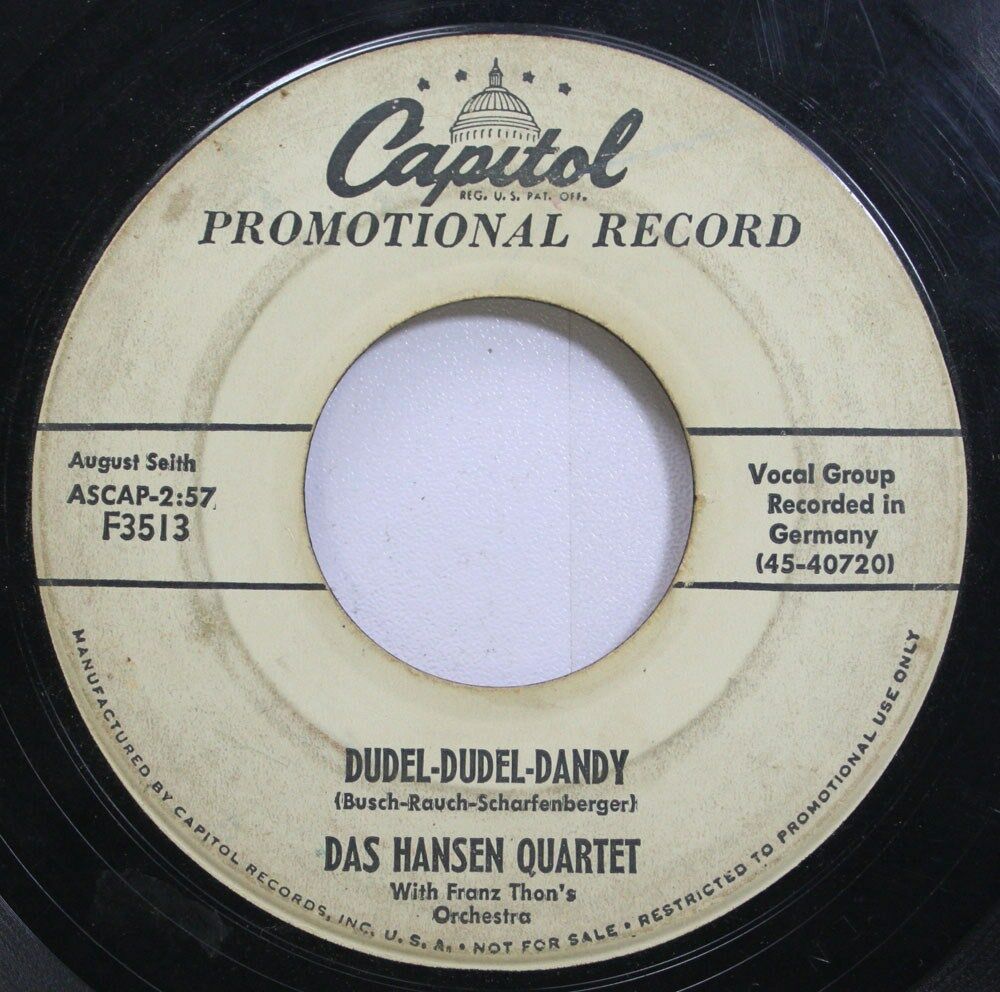 Capitol
REG. U. S. PAT. OFF.
PROMOTIONAL RECORD
August Seith
ASCAP-2:57
F3513
Vocal Group
Recorded in
Germany
(45-40720)
DUDEL-DUDEL-DANDY
(Busch-Rauch-Scharfenberger)
DAS HANSEN QUARTET
With Franz Thon's
Orchestra
MANUFACTURED BY CAPITOL RECORDS, INC. U. S. A. • NOT FOR SALE • RESTRICTED TO PROMOTIONAL USE ONLY